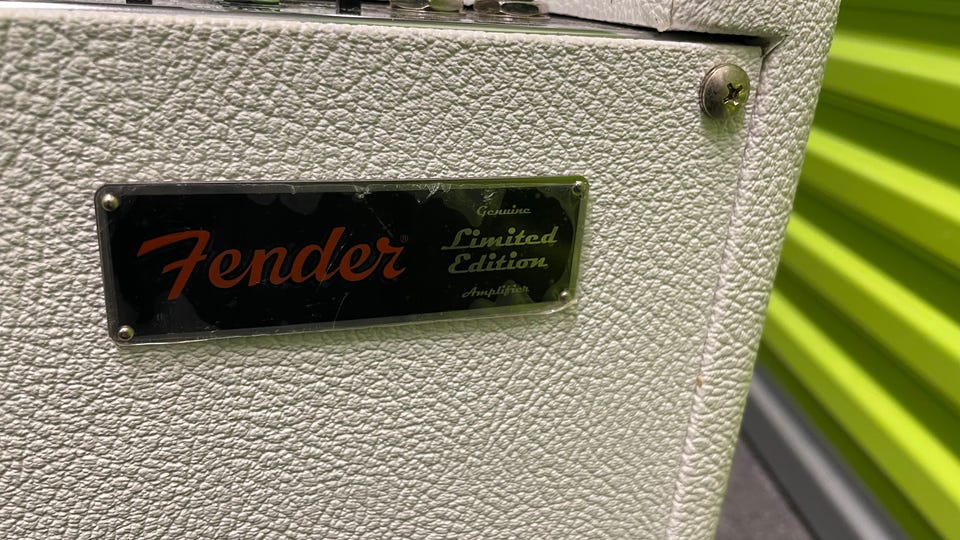 Fender®
Genuine
Limited
Edition
Amplifier